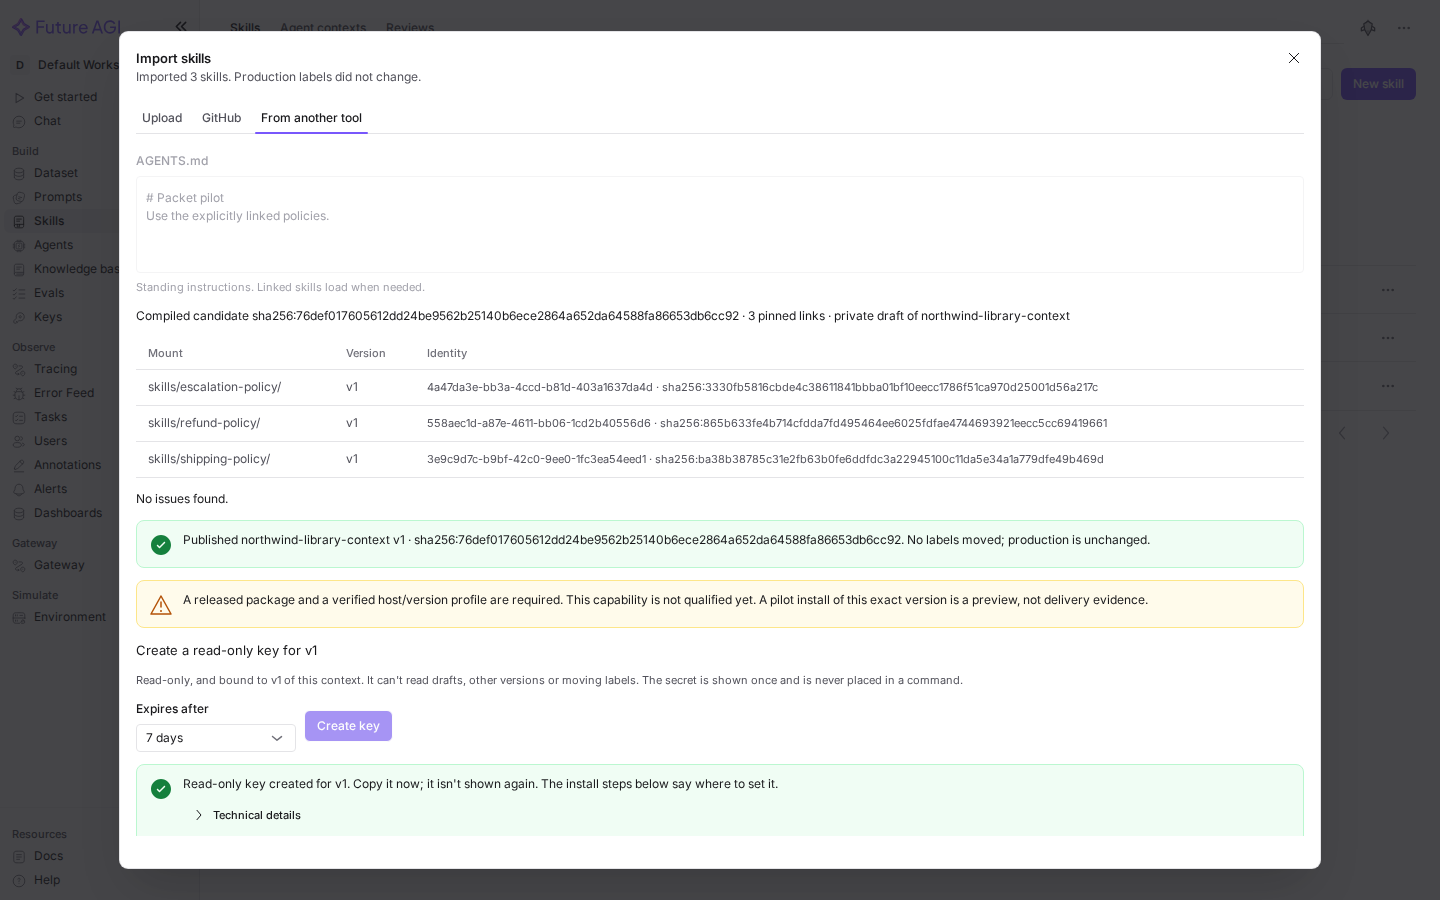 Future AGI
Skills
Agent contexts
Reviews
D
Default Works
Get started
Chat
Build
Dataset
Prompts
Skills
Agents
Knowledge bas
Evals
Keys
Observe
Tracing
Error Feed
Tasks
Users
Annotations
Alerts
Dashboards
Gateway
Gateway
Simulate
Environment
Resources
Docs
Help
New skill
Import skills
Imported 3 skills. Production labels did not change.
Upload
GitHub
From another tool
AGENTS.md
# Packet pilot
Use the explicitly linked policies.
Standing instructions. Linked skills load when needed.
Compiled candidate sha256:76def017605612dd24be9562b25140b6ece2864a652da64588fa86653db6cc92 · 3 pinned links · private draft of northwind-library-context
Mount Version Identity
skills/escalation-policy/ v1 4a47da3e-bb3a-4ccd-b81d-403a1637da4d · sha256:3330fb5816cbde4c38611841bbba01bf10eecc1786f51ca970d25001d56a217c
skills/refund-policy/ v1 558aec1d-a87e-4611-bb06-1cd2b40556d6 · sha256:865b633fe4b714cfdda7fd495464ee6025fdfae4744693921eecc5cc69419661
skills/shipping-policy/ v1 3e9c9d7c-b9bf-42c0-9ee0-1fc3ea54eed1 · sha256:ba38b38785c31e2fb63b0fe6ddfdc3a22945100c11da5e34a1a779dfe49b469d
No issues found.
Published northwind-library-context v1 · sha256:76def017605612dd24be9562b25140b6ece2864a652da64588fa86653db6cc92. No labels moved; production is unchanged.
A released package and a verified host/version profile are required. This capability is not qualified yet. A pilot install of this exact version is a preview, not delivery evidence.
Create a read-only key for v1
Read-only, and bound to v1 of this context. It can't read drafts, other versions or moving labels. The secret is shown once and is never placed in a command.
Expires after
7 days
Create key
Read-only key created for v1. Copy it now; it isn't shown again. The install steps below say where to set it.
Technical details